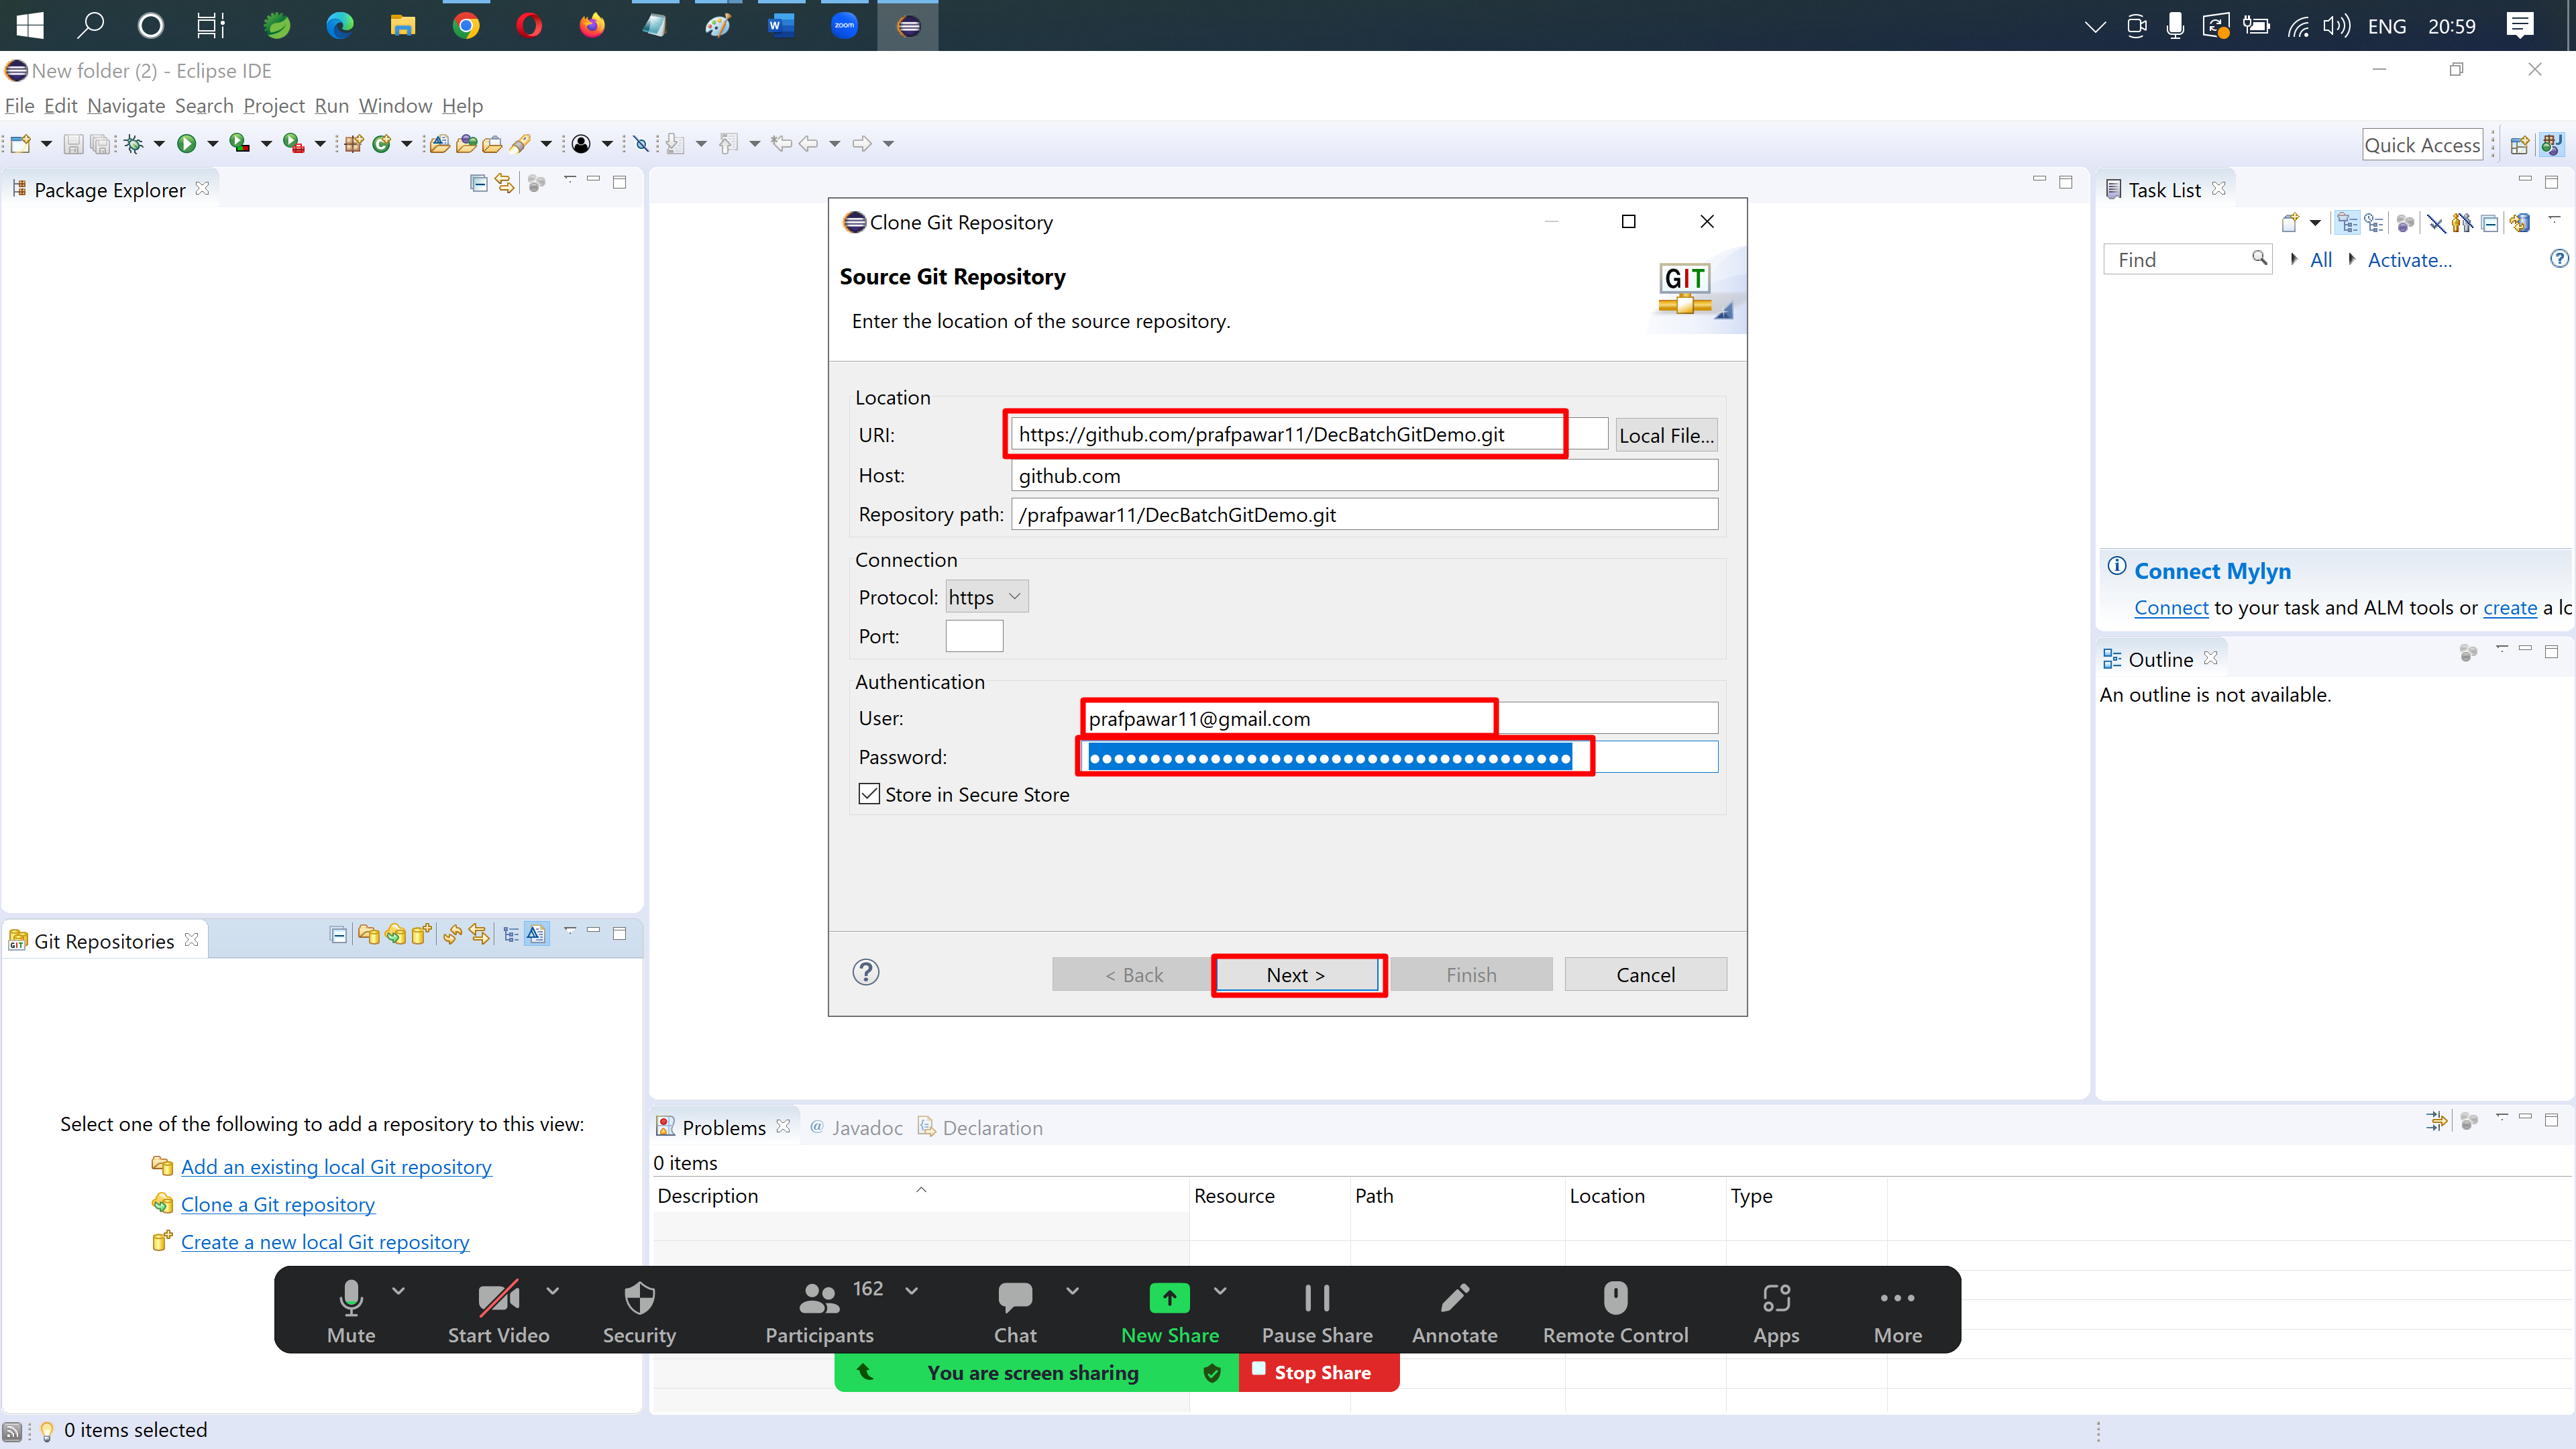 ENG 20:59
New folder (2) - Eclipse IDE
File Edit Navigate Search Project Run Window Help
Quick Access
Package Explorer
Task List
Find All Activate...
Clone Git Repository
Source Git Repository
GIT
Enter the location of the source repository.
Location
URI: https://github.com/prafpawar11/DecBatchGitDemo.git Local File...
Host: github.com
Repository path: /prafpawar11/DecBatchGitDemo.git
Connection
Protocol: https
Port:
Authentication
User: prafpawar11@gmail.com
Password: ●●●●●●●●●●●●●●●●●●●●●●●●●●●●●●●●●●●●●●●●
Store in Secure Store
< Back Next > Finish Cancel
Connect Mylyn
Connect to your task and ALM tools or create a lc
Outline
An outline is not available.
Git Repositories
Select one of the following to add a repository to this view:
Add an existing local Git repository
Clone a Git repository
Create a new local Git repository
Problems @ Javadoc Declaration
0 items
Description Resource Path Location Type
162
Mute Start Video Security Participants Chat New Share Pause Share Annotate Remote Control Apps More
You are screen sharing Stop Share
0 items selected